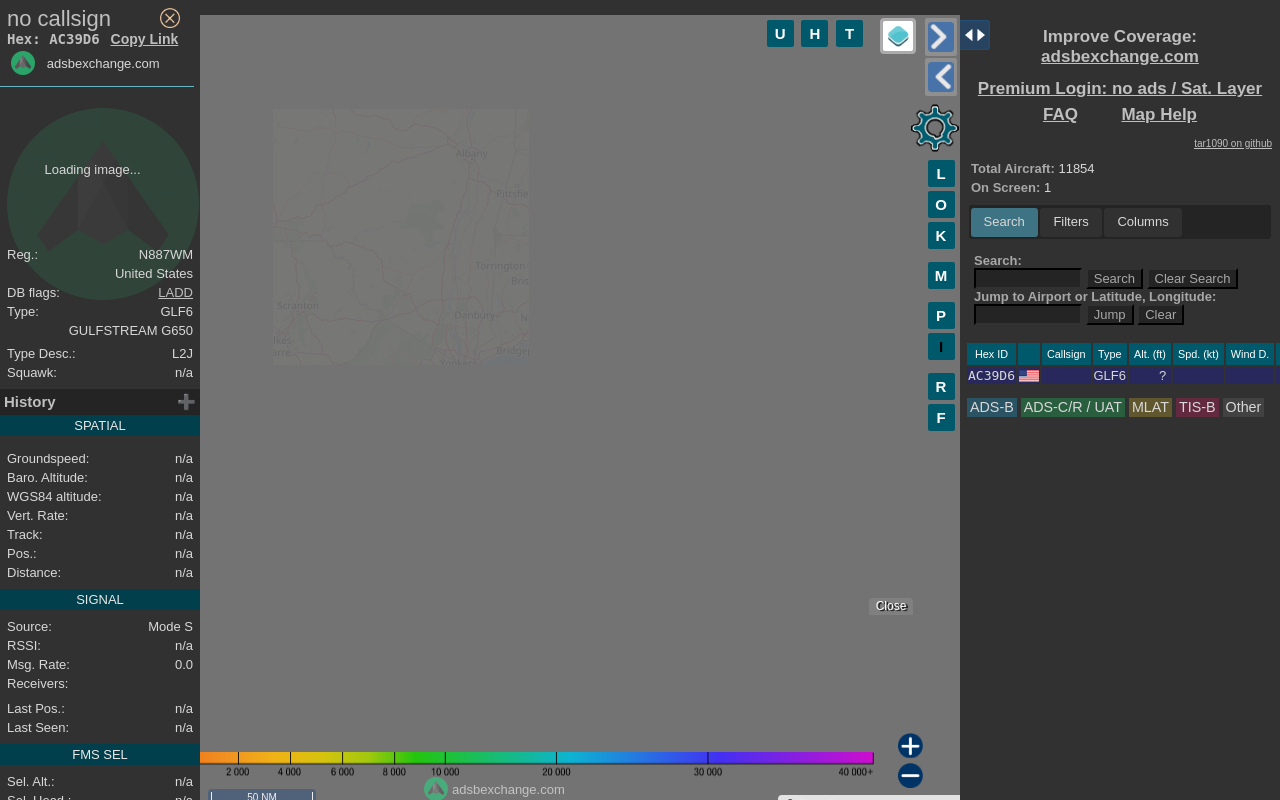 no callsign
Hex: AC39D6 Copy Link
adsbexchange.com
Loading image...
Reg.: N887WM
United States
DB flags: LADD
Type: GLF6
GULFSTREAM G650
Type Desc.: L2J
Squawk: n/a
History
SPATIAL
Groundspeed: n/a
Baro. Altitude: n/a
WGS84 altitude: n/a
Vert. Rate: n/a
Track: n/a
Pos.: n/a
Distance: n/a
SIGNAL
Source: Mode S
RSSI: n/a
Msg. Rate: 0.0
Receivers:
Last Pos.: n/a
Last Seen: n/a
FMS SEL
Sel. Alt.: n/a
Sel. Head.: n/a
U H T
L
O
K
M
P
I
R
F
Albany
Pittsfie
Torrington
Bris
Scranton
Danbury
ilkes
arre
Yonkers
Bridger
Close
2 000 4 000 6 000 8 000 10 000 20 000 30 000 40 000+
adsbexchange.com
50 NM
Improve Coverage:
adsbexchange.com
Premium Login: no ads / Sat. Layer
FAQ Map Help
tar1090 on github
Total Aircraft: 11854
On Screen: 1
Search Filters Columns
Search:
Search Clear Search
Jump to Airport or Latitude, Longitude:
Jump Clear
Hex ID Callsign Type Alt. (ft) Spd. (kt) Wind D.
AC39D6 GLF6 ?
ADS-B ADS-C/R / UAT MLAT TIS-B Other